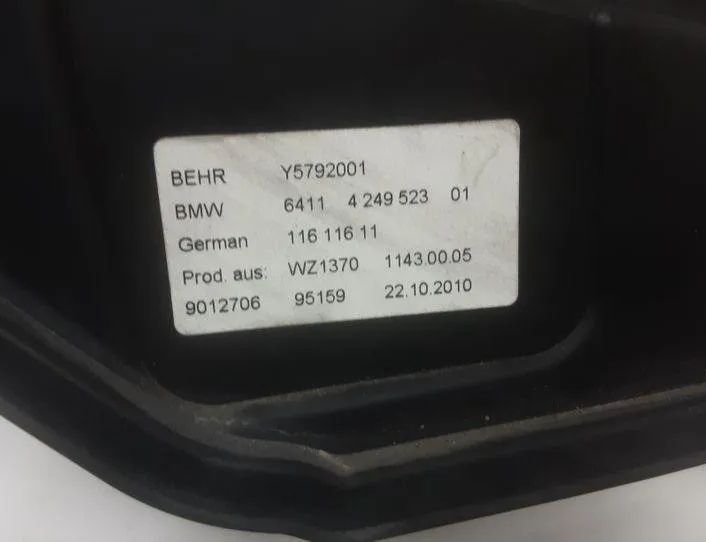 BEHR Y5792001
BMW 6411 4 249 523 01
German 116 116 11
Prod. aus: WZ1370 1143.00.05
9012706 95159 22.10.2010